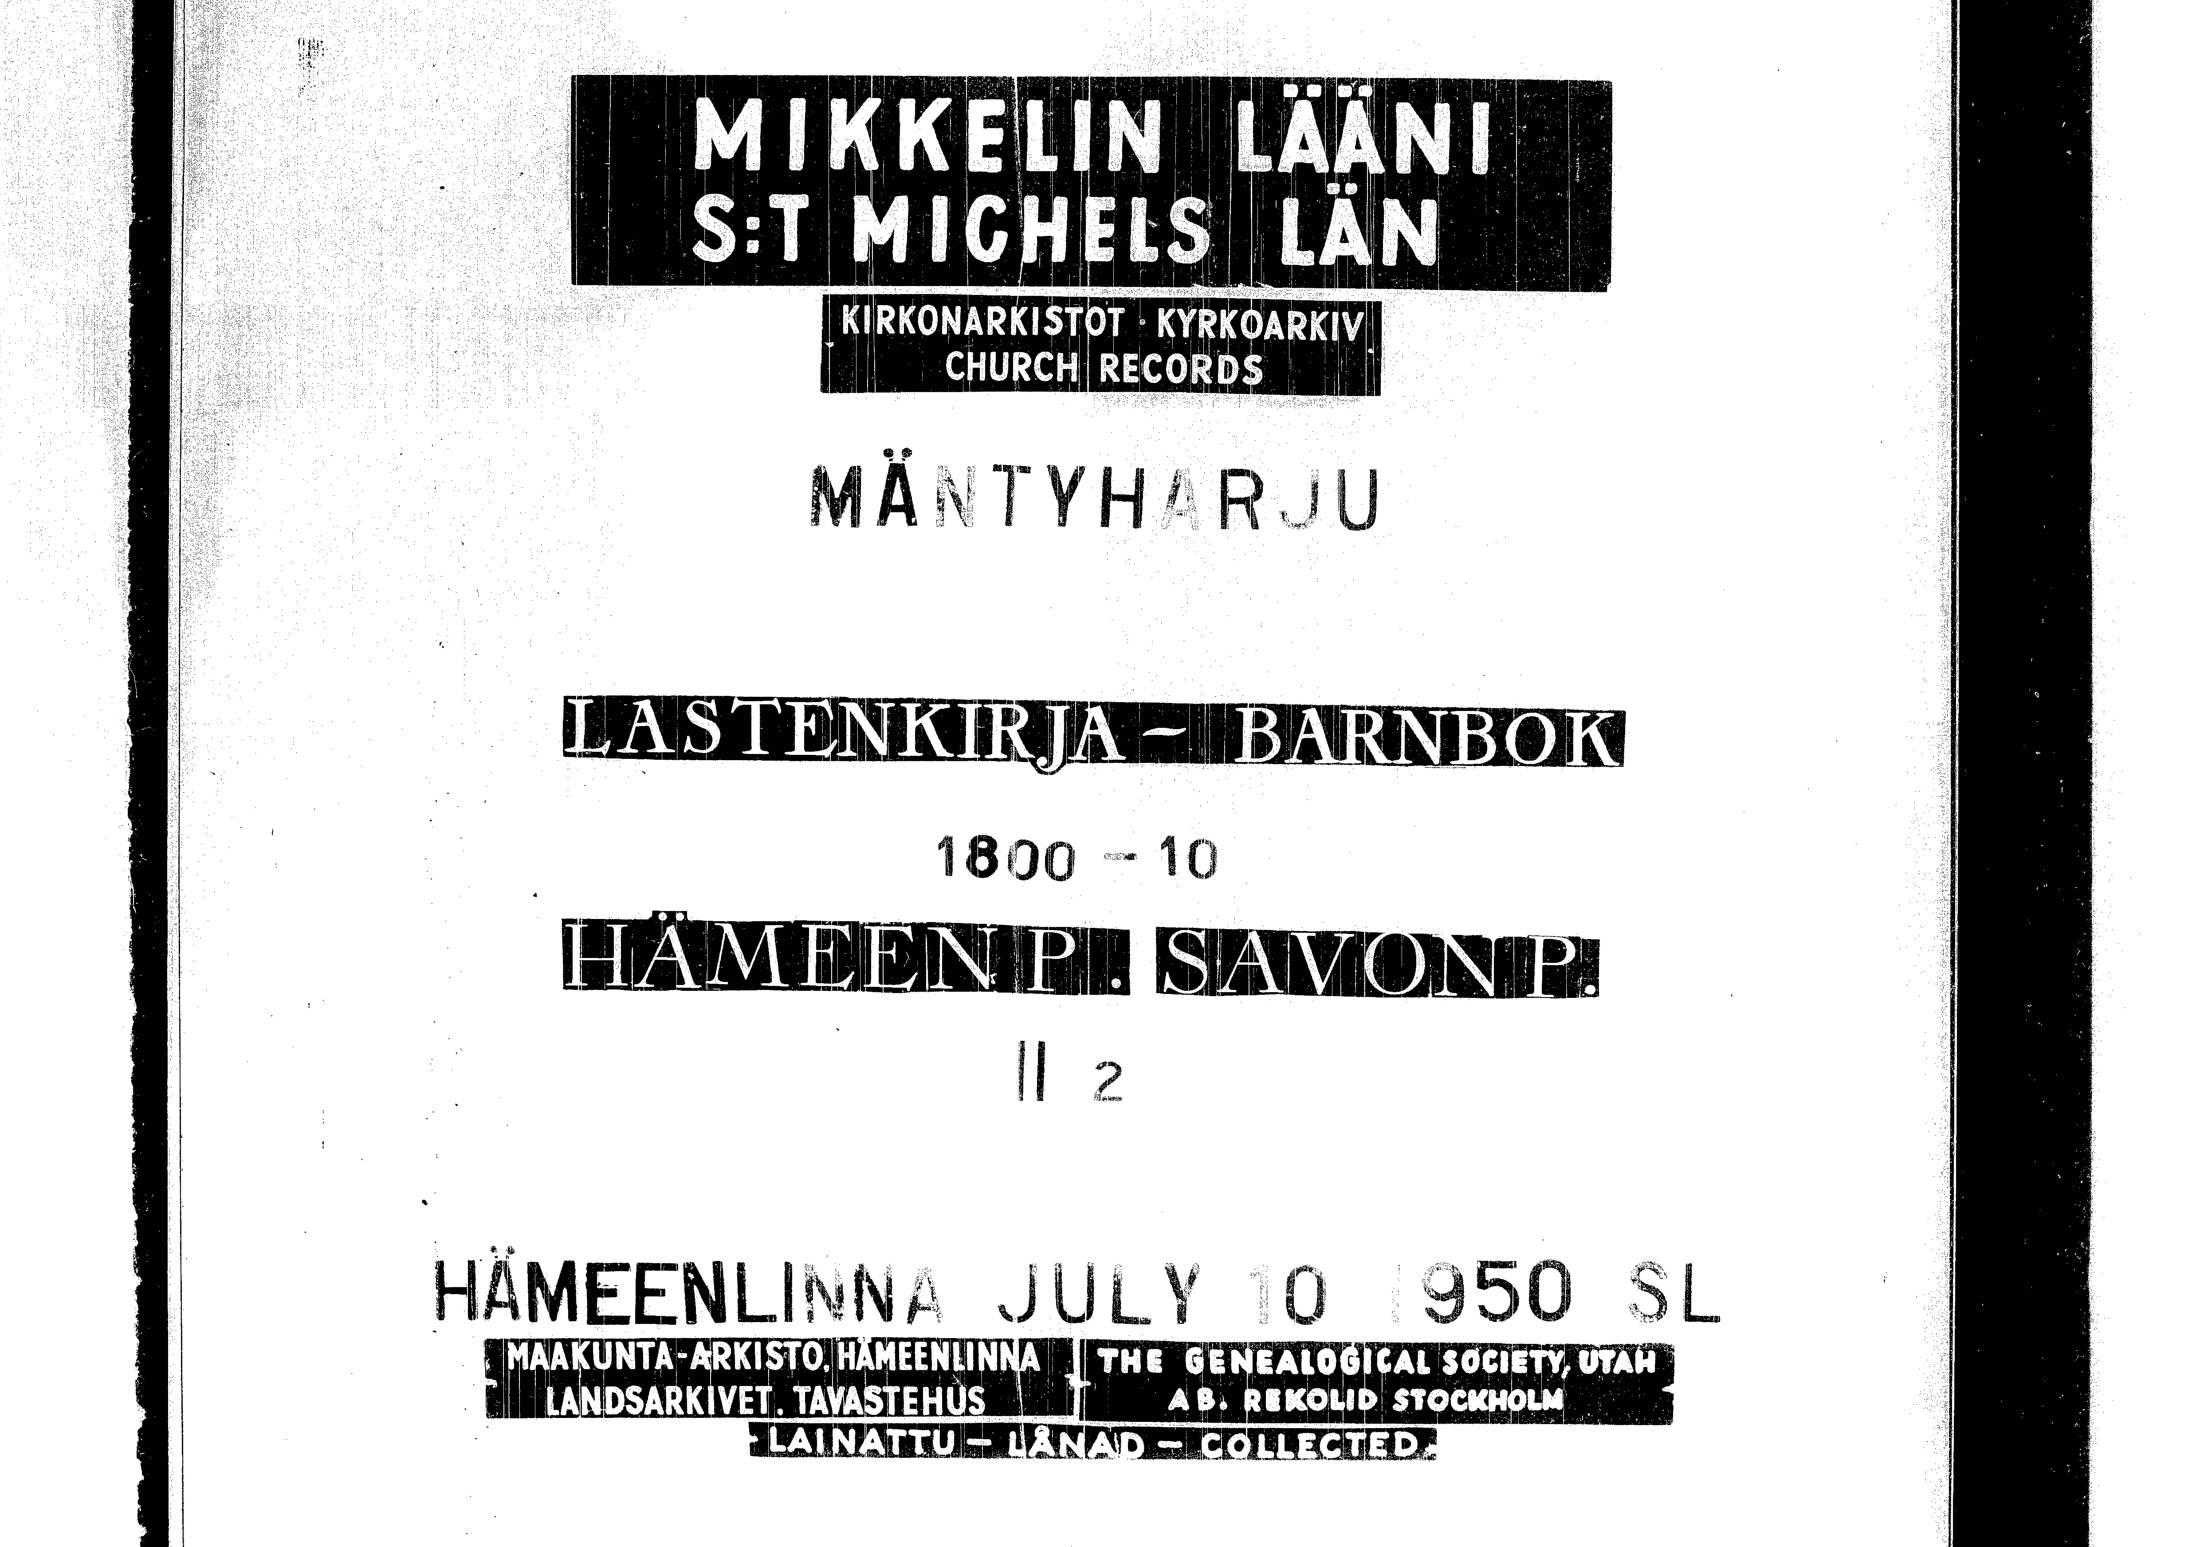 MIKKELIN LÄÄNI
S:T MICHELS LÄN
KIRKONARKISTOT · KYRKOARKIV
CHURCH RECORDS
MÄNTYHARJU
LASTENKIRJA - BARNBOK
1800 - 10
HÄMEEN P. SAVON P.
II 2
HÄMEENLINNA JULY 10 1950 SL
MAAKUNTA-ARKISTO, HÄMEENLINNA
LANDSARKIVET. TAVASTEHUS
THE GENEALOGICAL SOCIETY, UTAH
AB. REKOLID STOCKHOLM
LAINATTU - LÅNAD - COLLECTED